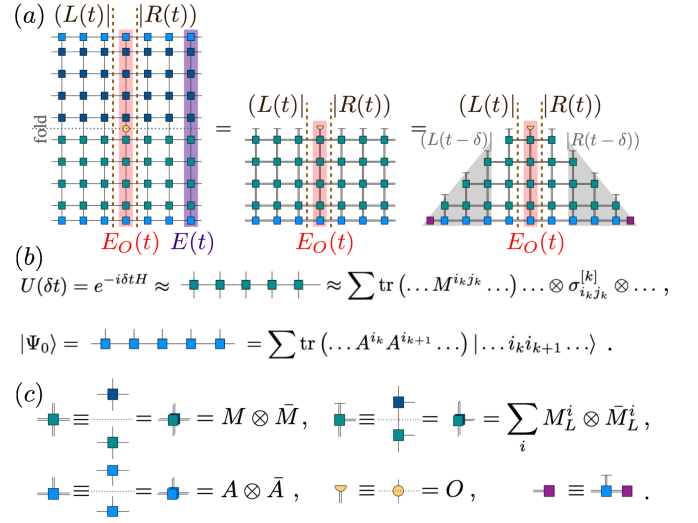 (a) (L(t)| |R(t))
fold
= (L(t)| |R(t)) = (L(t)| |R(t))
(L(t − δ)| |R(t − δ))
E_O(t) E(t) E_O(t) E_O(t)
(b)
U(δt) = e^{−iδtH} ≈ ≈ ∑ tr (… M^{i_k j_k} …) … ⊗ σ^{[k]}_{i_k j_k} ⊗ … ,
|Ψ_0⟩ = = ∑ tr (… A^{i_k} A^{i_{k+1}} …) |… i_k i_{k+1} …⟩ .
(c) ≡ = = M ⊗ M̄ , ≡ = = ∑_i M^i_L ⊗ M̄^i_L ,
≡ = = A ⊗ Ā , ≡ = O , ≡ .